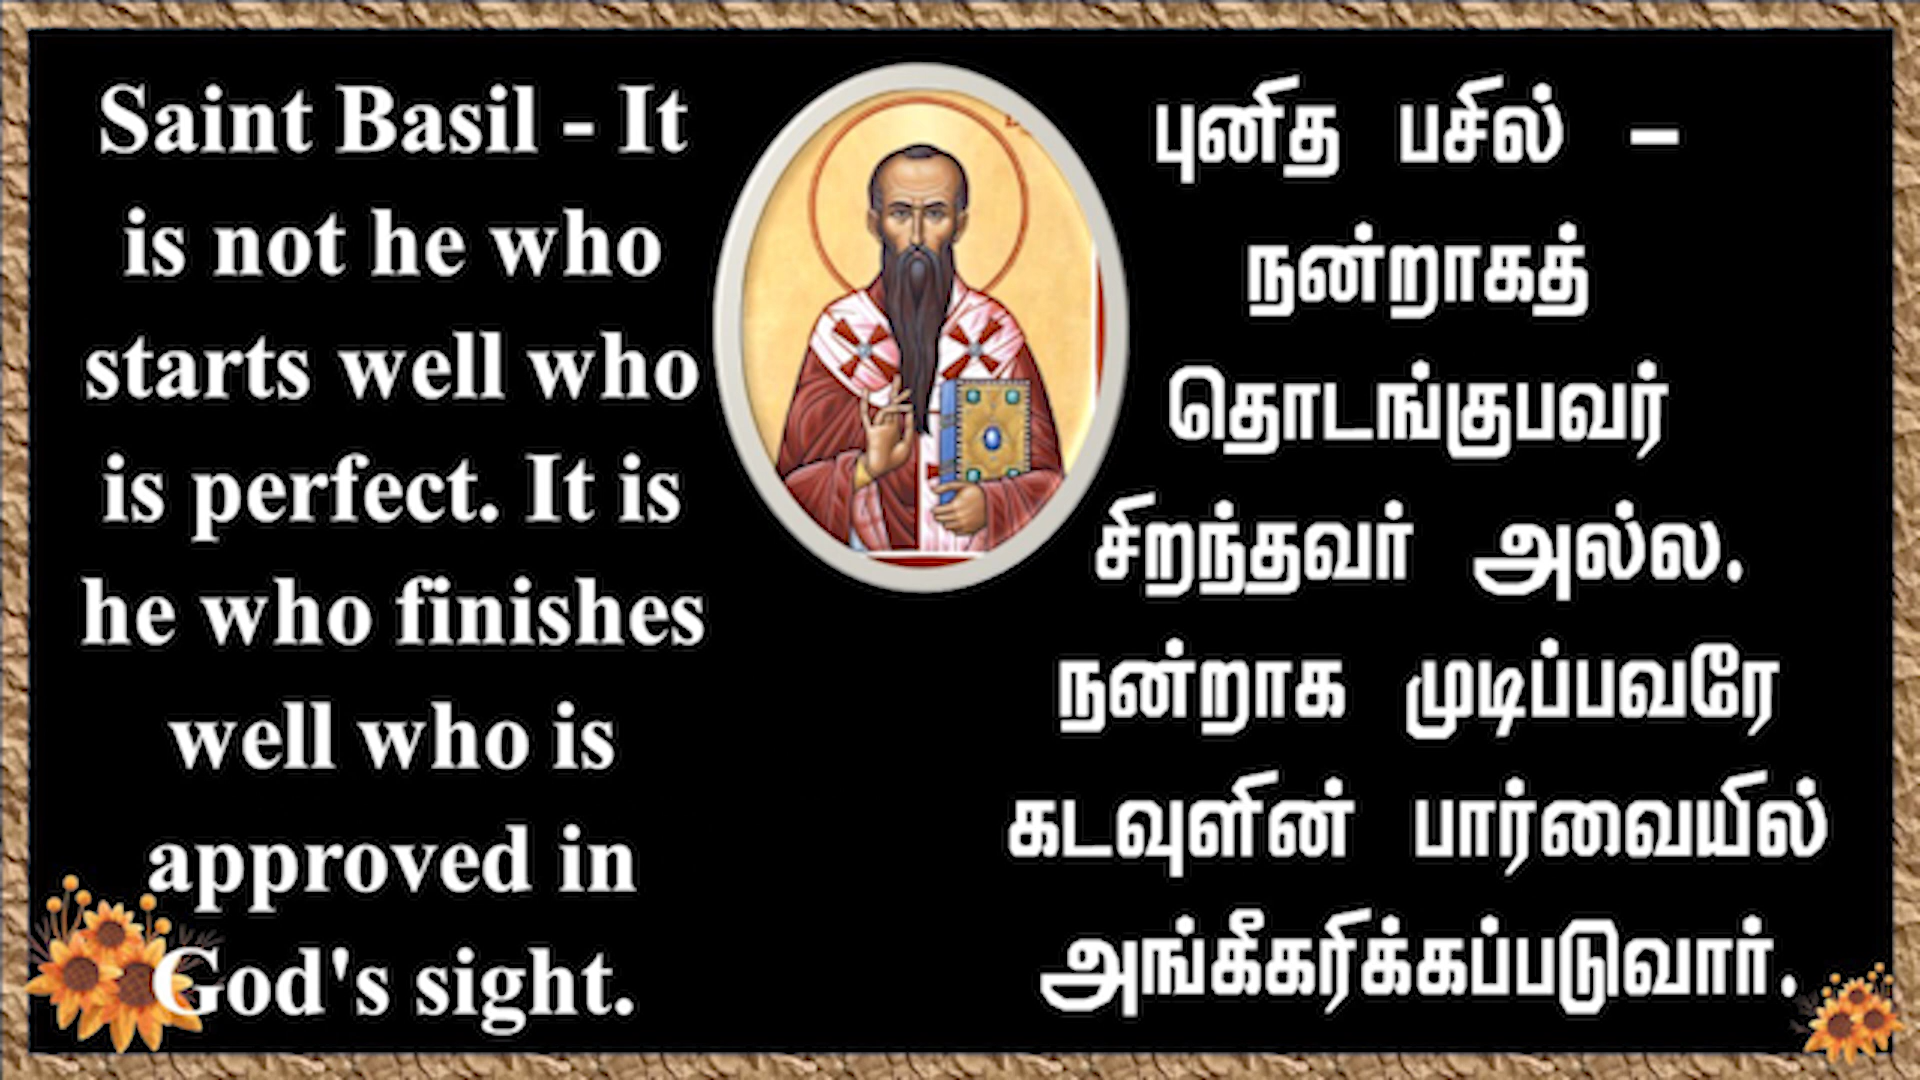 Saint Basil - It
is not he who
starts well who
is perfect. It is
he who finishes
well who is
approved in
God's sight.
புனித பசில் –
நன்றாகத்
தொடங்குபவர்
சிறந்தவர் அல்ல.
நன்றாக முடிப்பவரே
கடவுளின் பார்வையில்
அங்கீகரிக்கப்படுவார்.